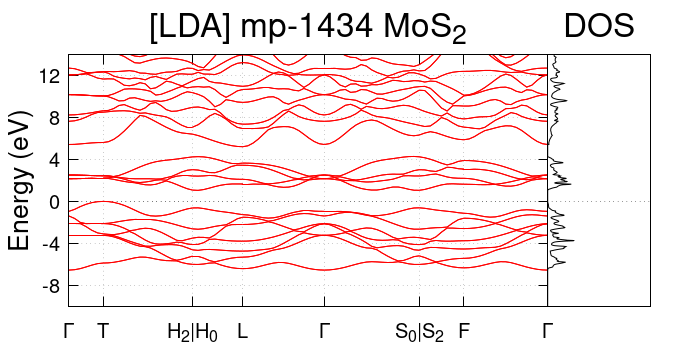 [LDA] mp-1434 MoS₂
DOS
Energy (eV)
12
8
4
0
-4
-8
Γ T H₂|H₀ L Γ S₀|S₂ F Γ